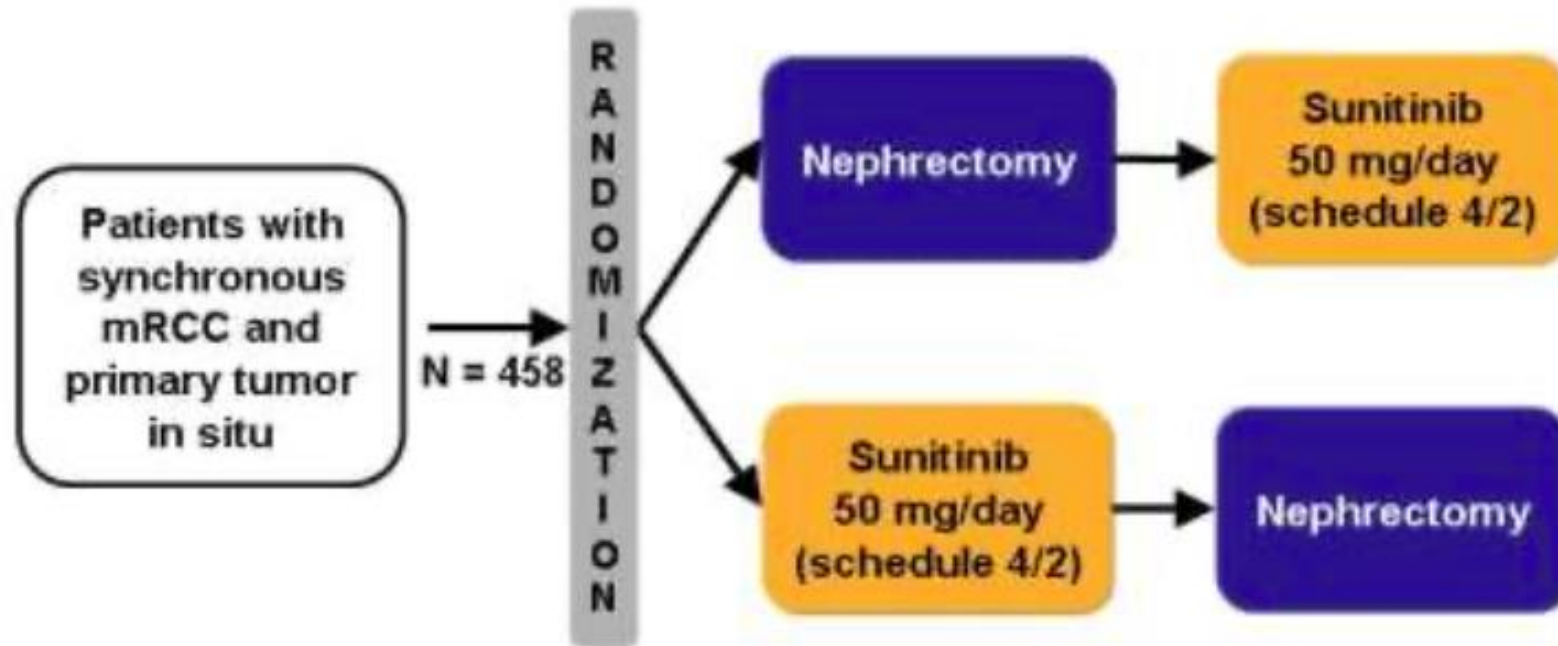 Patients with
synchronous
mRCC and
primary tumor
in situ
N = 458
RANDOMIZATION
Nephrectomy
Sunitinib
50 mg/day
(schedule 4/2)
Sunitinib
50 mg/day
(schedule 4/2)
Nephrectomy